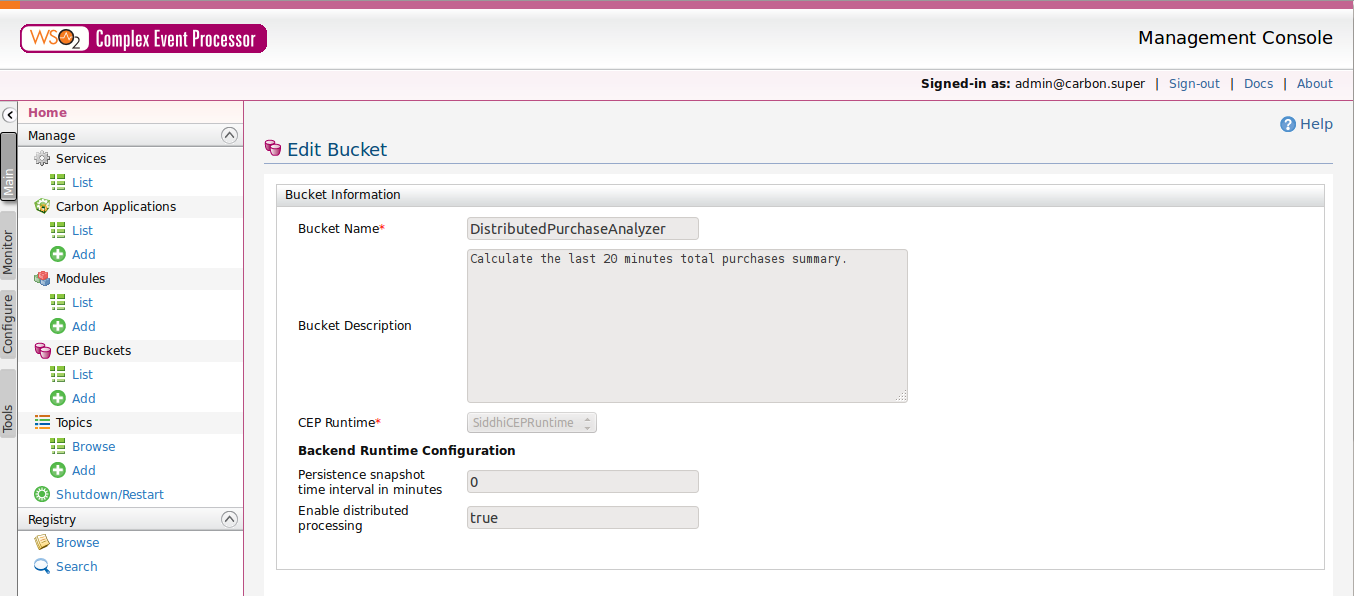 WSO2 Complex Event Processor
Management Console
Signed-in as: admin@carbon.super | Sign-out | Docs | About
Home
Manage
Services
List
Carbon Applications
List
Add
Modules
List
Add
CEP Buckets
List
Add
Topics
Browse
Add
Shutdown/Restart
Registry
Browse
Search
Main
Monitor
Configure
Tools
Help
Edit Bucket
Bucket Information
Bucket Name* DistributedPurchaseAnalyzer
Calculate the last 20 minutes total purchases summary.
Bucket Description
CEP Runtime* SiddhiCEPRuntime
Backend Runtime Configuration
Persistence snapshot
time interval in minutes 0
Enable distributed
processing true